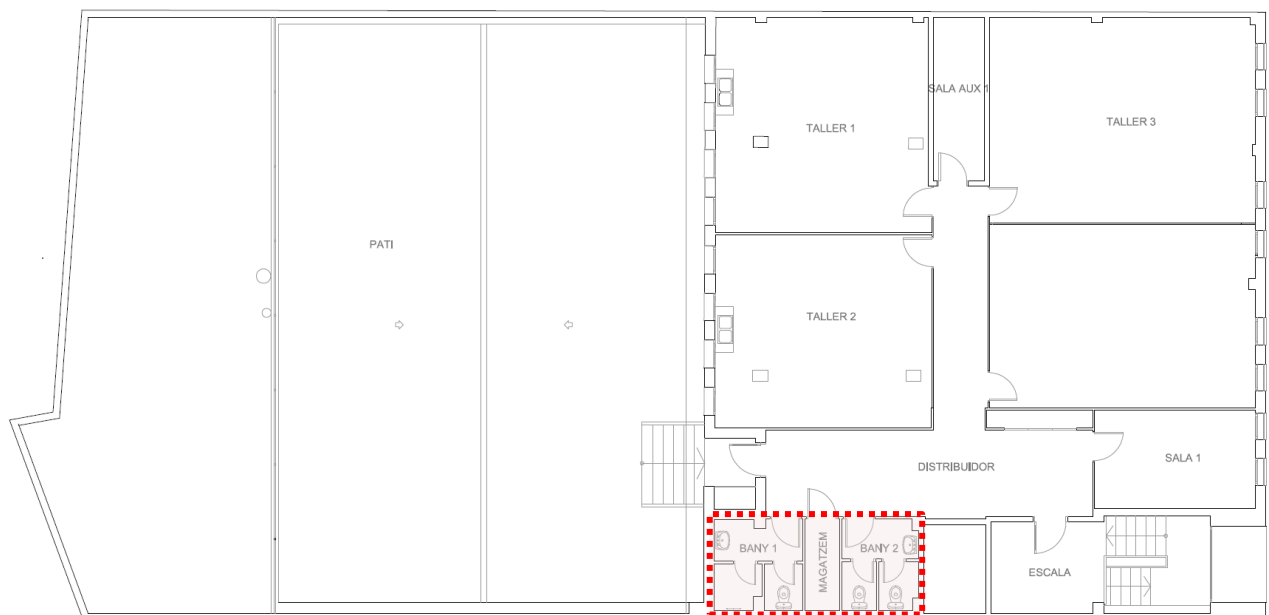 SALA AUX 1
TALLER 1
TALLER 3
PATI
TALLER 2
SALA 1
DISTRIBUIDOR
BANY 1
MAGATZEM
BANY 2
ESCALA